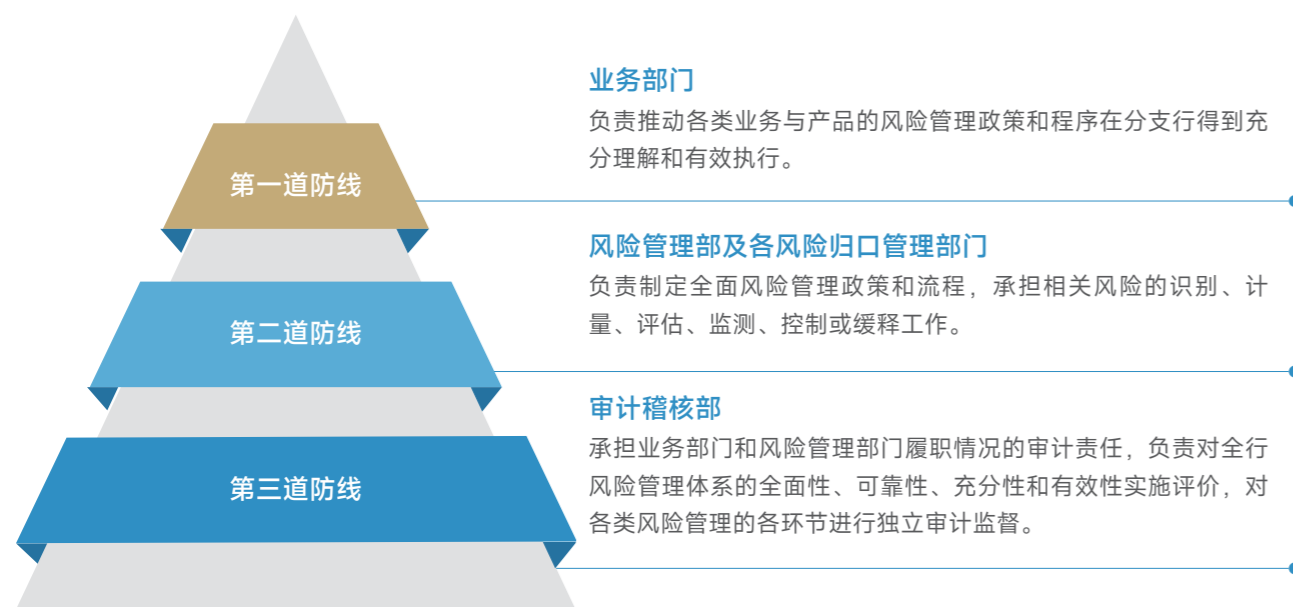 业务部门
负责推动各类业务与产品的风险管理政策和程序在分支行得到充
分理解和有效执行。
第一道防线
风险管理部及各风险归口管理部门
负责制定全面风险管理政策和流程，承担相关风险的识别、计
量、评估、监测、控制或缓释工作。
第二道防线
审计稽核部
承担业务部门和风险管理部门履职情况的审计责任，负责对全行
风险管理体系的全面性、可靠性、充分性和有效性实施评价，对
各类风险管理的各环节进行独立审计监督。
第三道防线